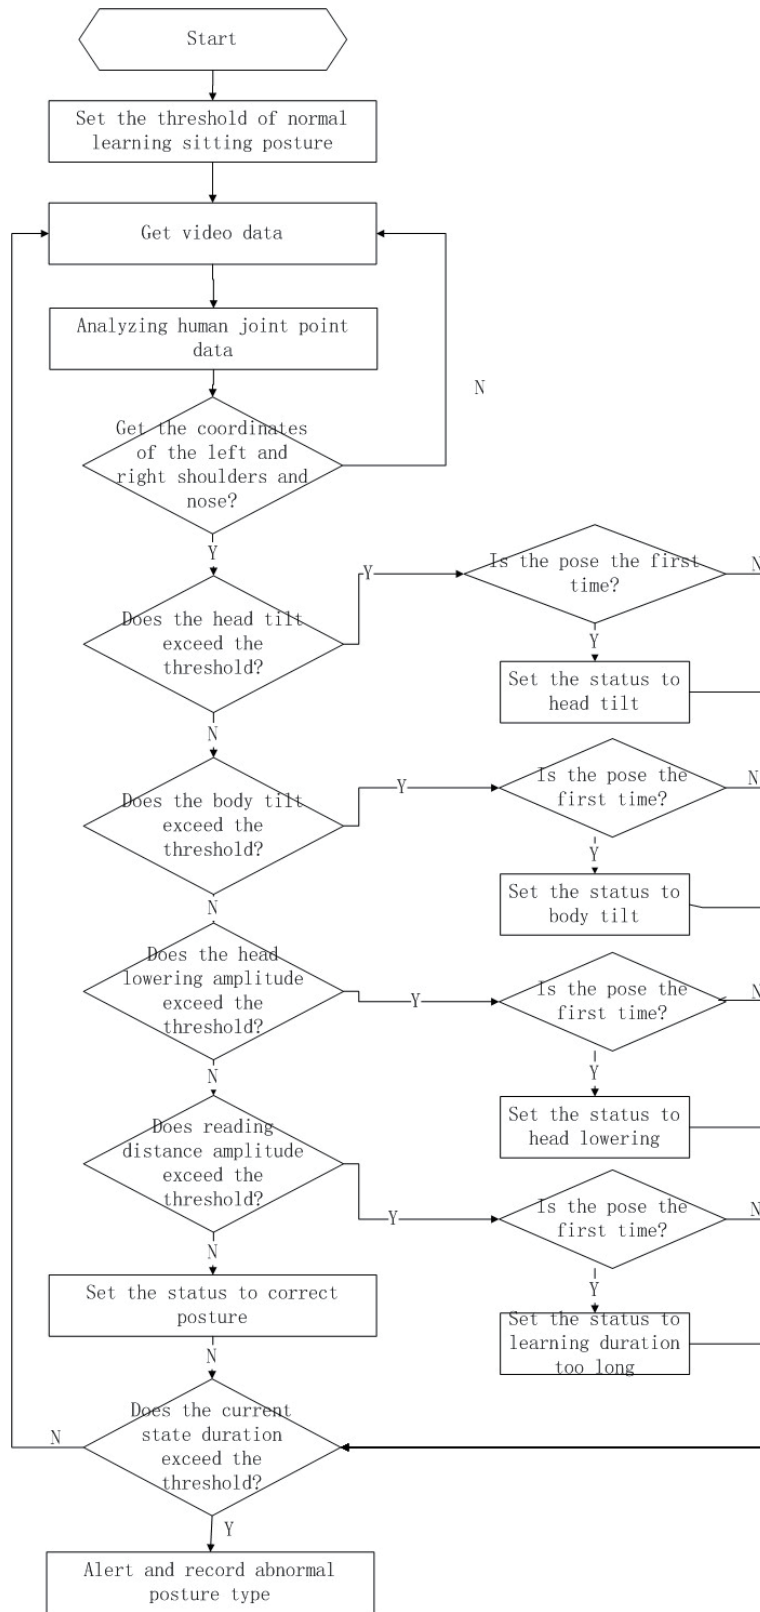 Start
Set the threshold of normal
learning sitting posture
Get video data
Analyzing human joint point
data
N
Get the coordinates
of the left and
right shoulders and
nose?
Y
Does the head tilt
exceed the
threshold?
Y
Is the pose the first
time?
N
Y
Set the status to
head tilt
N
Does the body tilt
exceed the
threshold?
Y
Is the pose the
first time?
N
Y
Set the status to
body tilt
N
Does the head
lowering amplitude
exceed the
threshold?
Y
Is the pose the
first time?
N
Y
Set the status to
head lowering
N
Does reading
distance amplitude
exceed the
threshold?
Y
Is the pose the
first time?
N
Y
Set the status to
learning duration
too long
N
Set the status to correct
posture
N
Does the current
state duration
exceed the
threshold?
N
Y
Alert and record abnormal
posture type